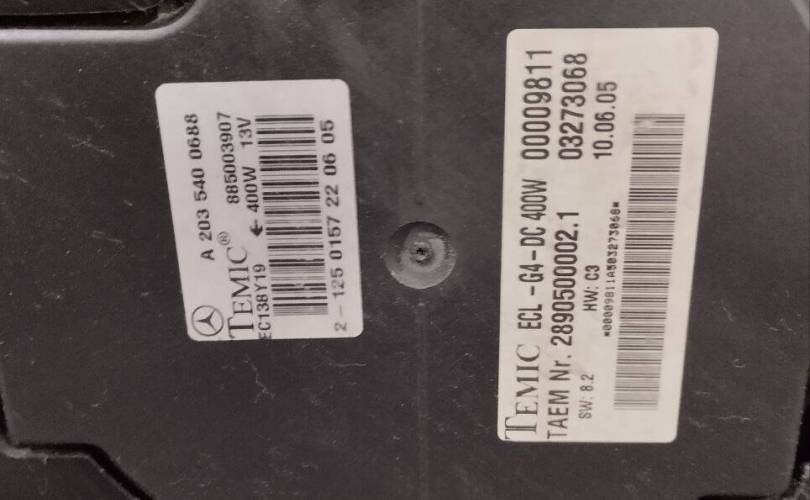 A 203 540 0688
TEMIC® 885003907
EC138Y19 ← 400W 13V
2-125 0157 22 06 05
TEMIC ECL-G4-DC 400W 00009811
TAEM Nr. 2890500002.1 03273068
SW: 8.2 HW: C3 10.06.05
*00009811A503273068*